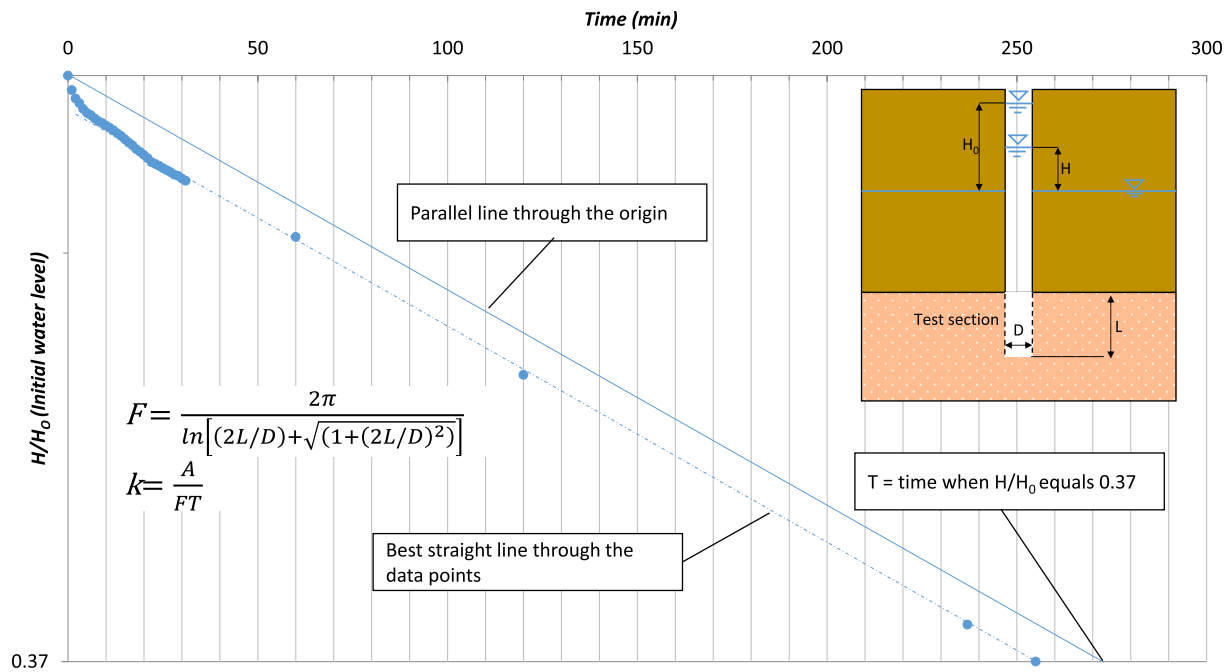 Time (min)
0 50 100 150 200 250 300
H/H₀ (Initial water level)
0.37
Parallel line through the origin
Best straight line through the
data points
T = time when H/H₀ equals 0.37
F = 2π / ln[(2L/D)+√(1+(2L/D)²)]
k = A / FT
H₀
H
Test section
D
L